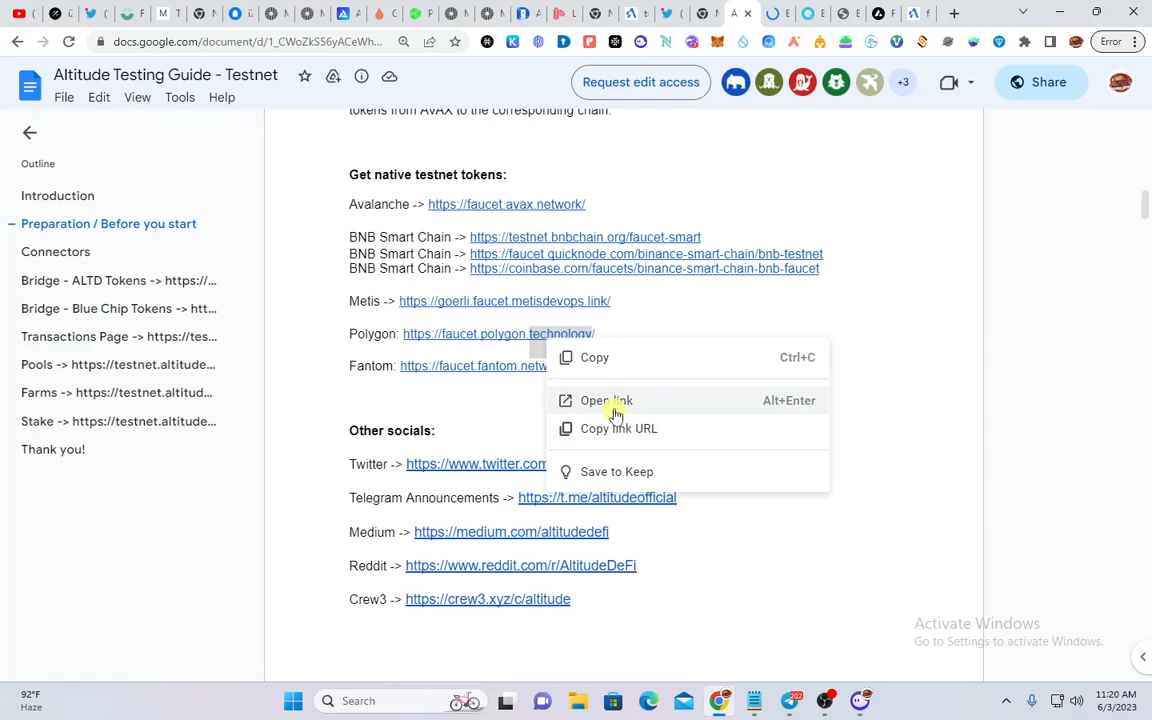 docs.google.com/document/d/1_CWoZkS56yACeWh...
Error
Altitude Testing Guide - Testnet
File Edit View Tools Help
Request edit access
+3
Share
Outline
Introduction
Preparation / Before you start
Connectors
Bridge - ALTD Tokens -> https://...
Bridge - Blue Chip Tokens -> htt...
Transactions Page -> https://tes...
Pools -> https://testnet.altitude...
Farms -> https://testnet.altitud...
Stake -> https://testnet.altitude...
Thank you!
tokens from AVAX to the corresponding chain.
Get native testnet tokens:
Avalanche -> https://faucet.avax.network/
BNB Smart Chain -> https://testnet.bnbchain.org/faucet-smart
BNB Smart Chain -> https://faucet.quicknode.com/binance-smart-chain/bnb-testnet
BNB Smart Chain -> https://coinbase.com/faucets/binance-smart-chain-bnb-faucet
Metis -> https://goerli.faucet.metisdevops.link/
Polygon: https://faucet.polygon.technology/
Fantom: https://faucet.fantom.netw
Copy Ctrl+C
Open link Alt+Enter
Copy link URL
Save to Keep
Other socials:
Twitter -> https://www.twitter.com
Telegram Announcements -> https://t.me/altitudeofficial
Medium -> https://medium.com/altitudedefi
Reddit -> https://www.reddit.com/r/AltitudeDeFi
Crew3 -> https://crew3.xyz/c/altitude
Activate Windows
Go to Settings to activate Windows.
92°F
Haze
Search
202
11:20 AM
6/3/2023